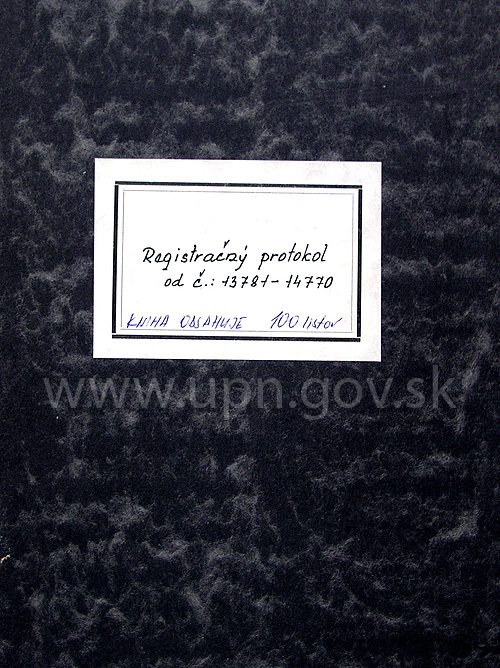 Registračný protokol
od č.: 13781-14770
KNIHA OBSAHUJE 100 listov
www.upn.gov.sk